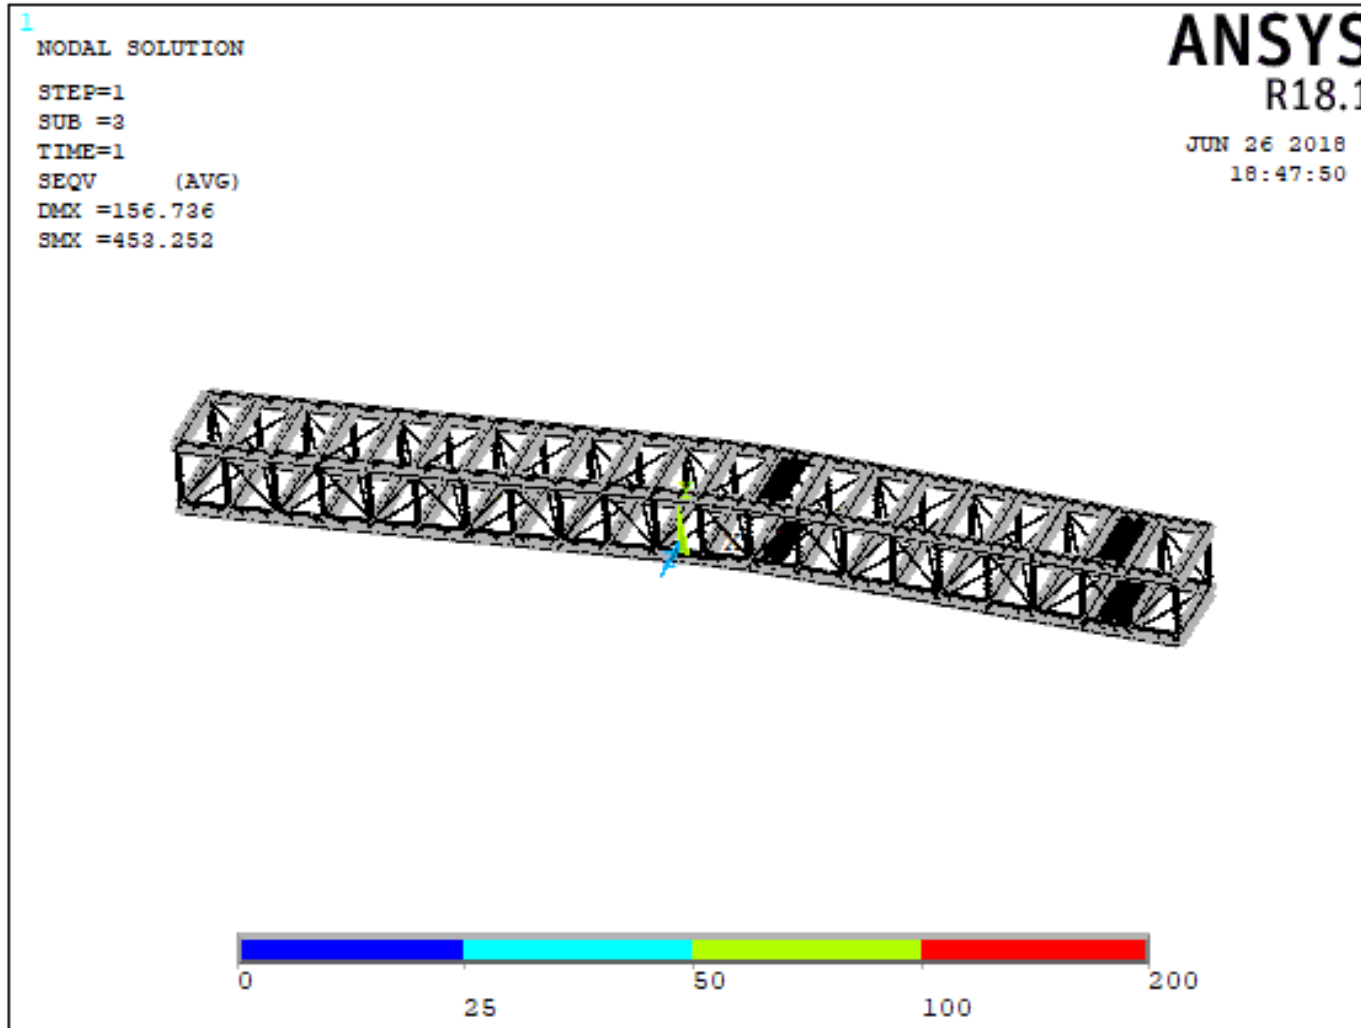 1
NODAL SOLUTION
STEP=1
SUB =3
TIME=1
SEQV (AVG)
DMX =156.736
SMX =453.252
ANSYS
R18.1
JUN 26 2018
18:47:50
0
25
50
100
200